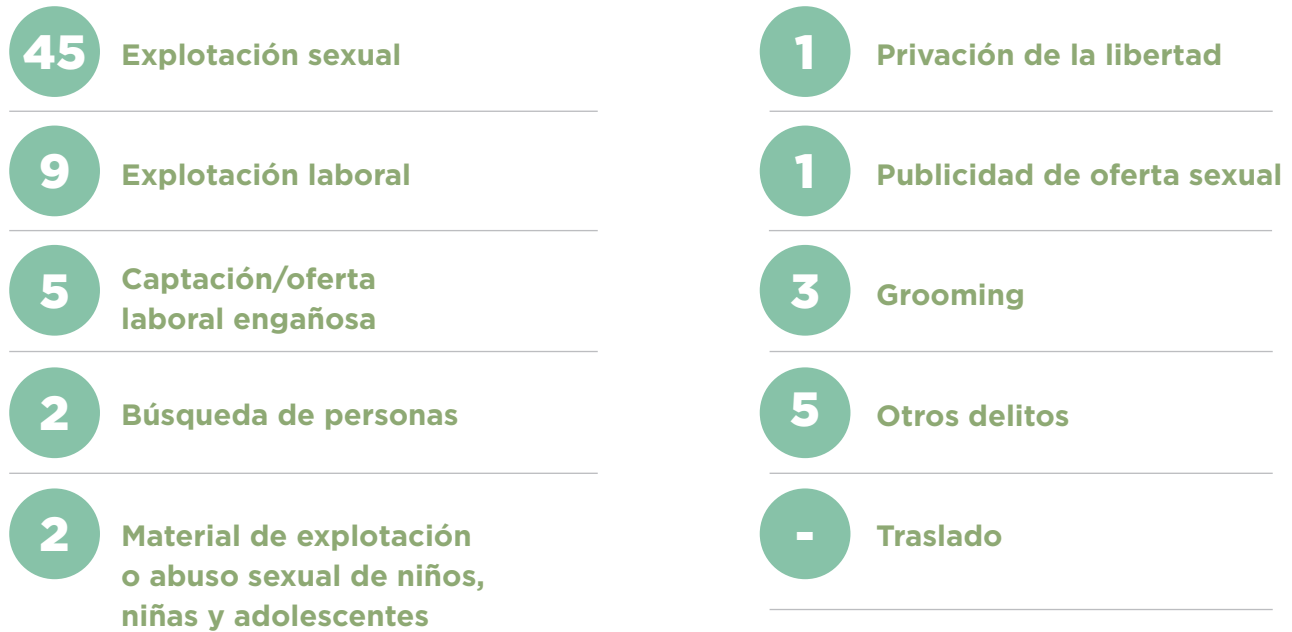 45 Explotación sexual
9 Explotación laboral
5 Captación/oferta
laboral engañosa
2 Búsqueda de personas
2 Material de explotación
o abuso sexual de niños,
niñas y adolescentes
1 Privación de la libertad
1 Publicidad de oferta sexual
3 Grooming
5 Otros delitos
- Traslado